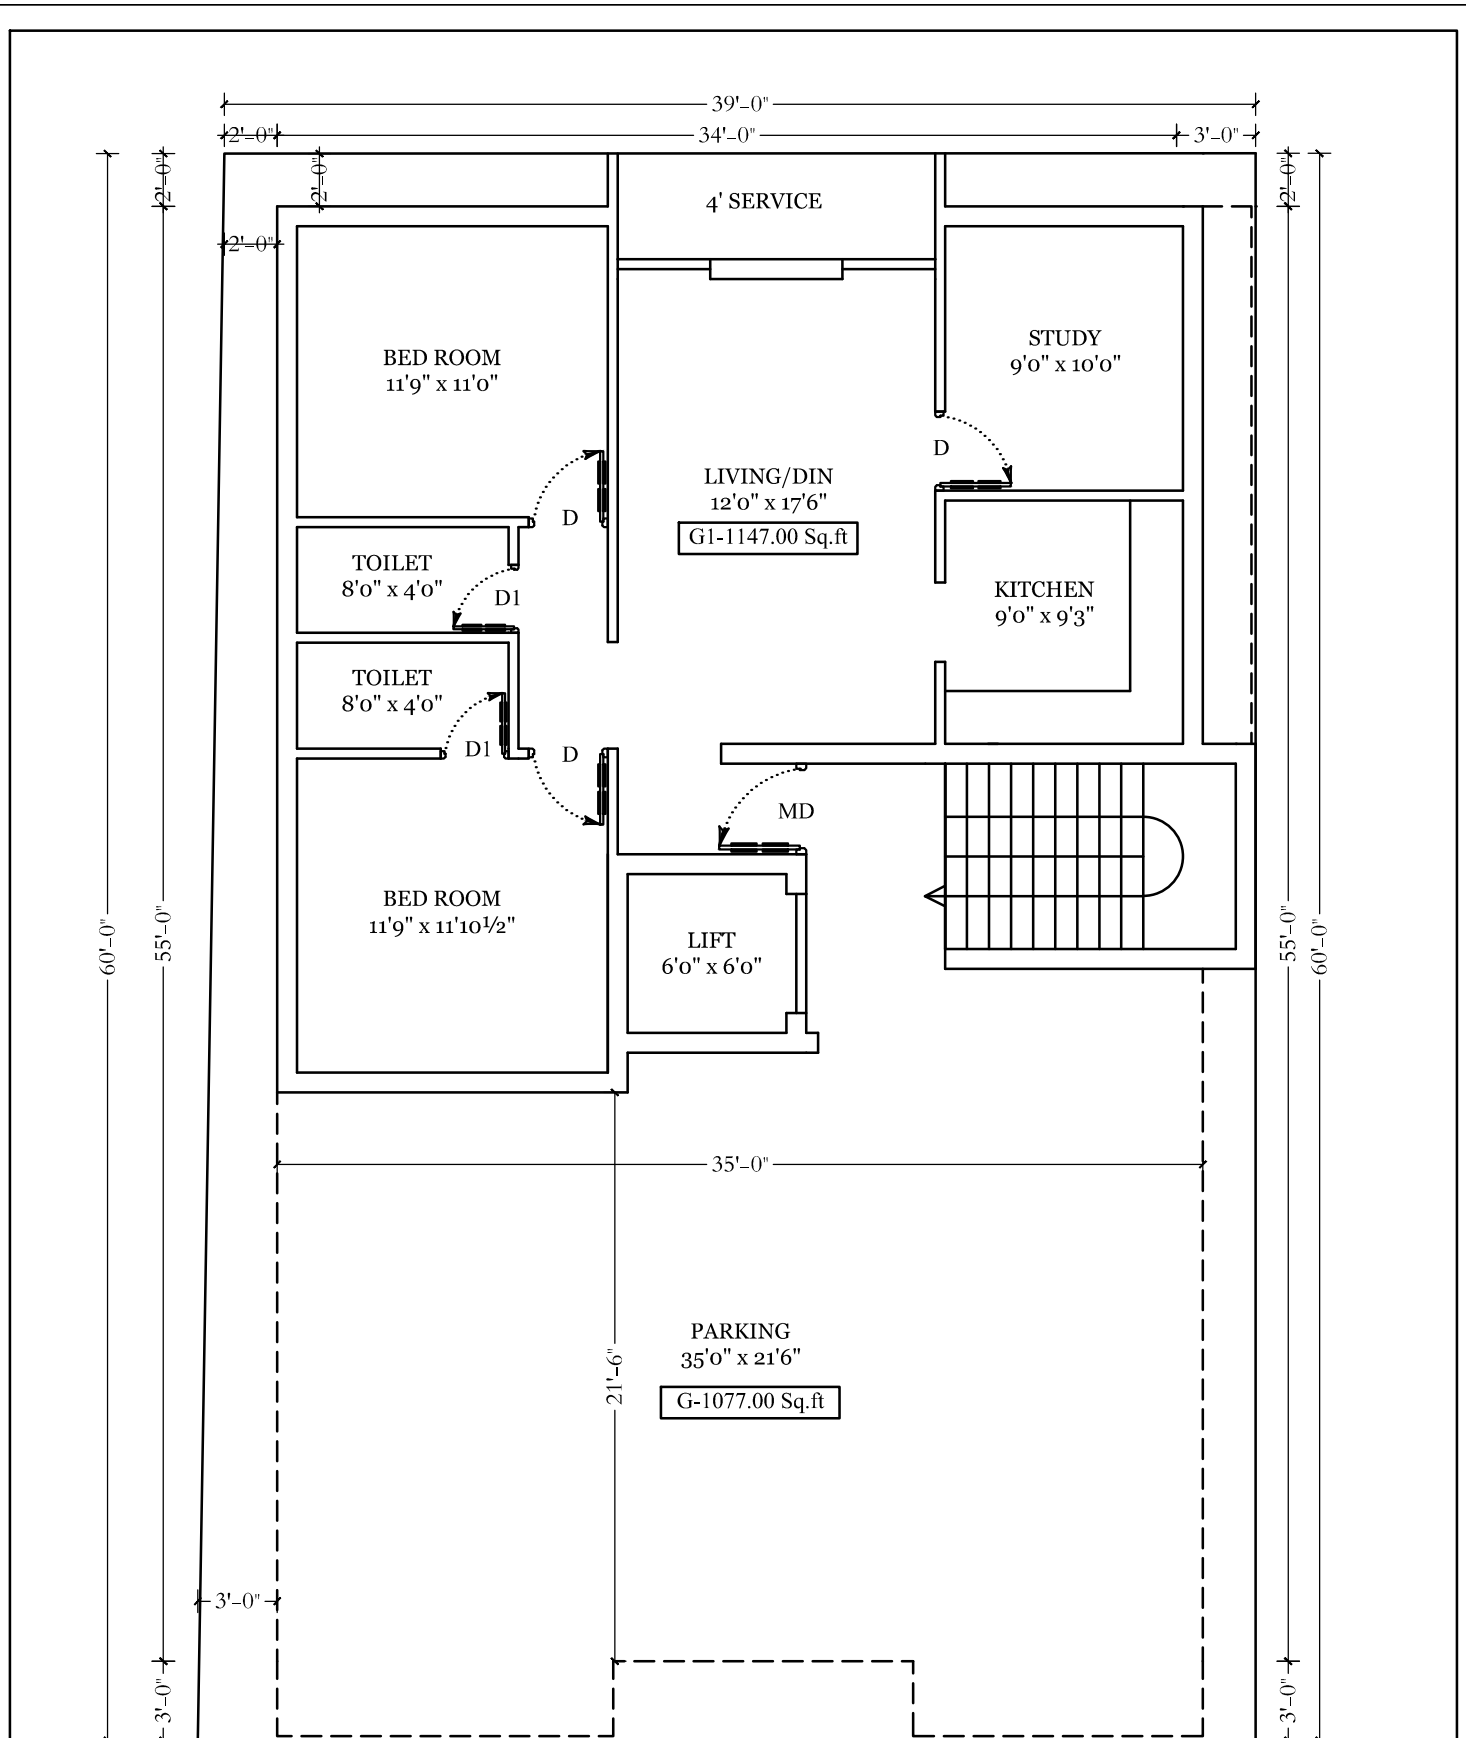 39'-0"
2'-0"
34'-0"
3'-0"
2'-0"
2'-0"
2'-0"
4' SERVICE
2'-0"
BED ROOM
11'9" x 11'0"
STUDY
9'0" x 10'0"
D
LIVING/DIN
12'0" x 17'6"
G1-1147.00 Sq.ft
D
TOILET
8'0" x 4'0"
D1
KITCHEN
9'0" x 9'3"
TOILET
8'0" x 4'0"
D1
D
MD
BED ROOM
11'9" x 11'10½"
LIFT
6'0" x 6'0"
60'-0"
55'-0"
55'-0"
60'-0"
35'-0"
PARKING
35'0" x 21'6"
21'-6"
G-1077.00 Sq.ft
3'-0"
3'-0"
3'-0"